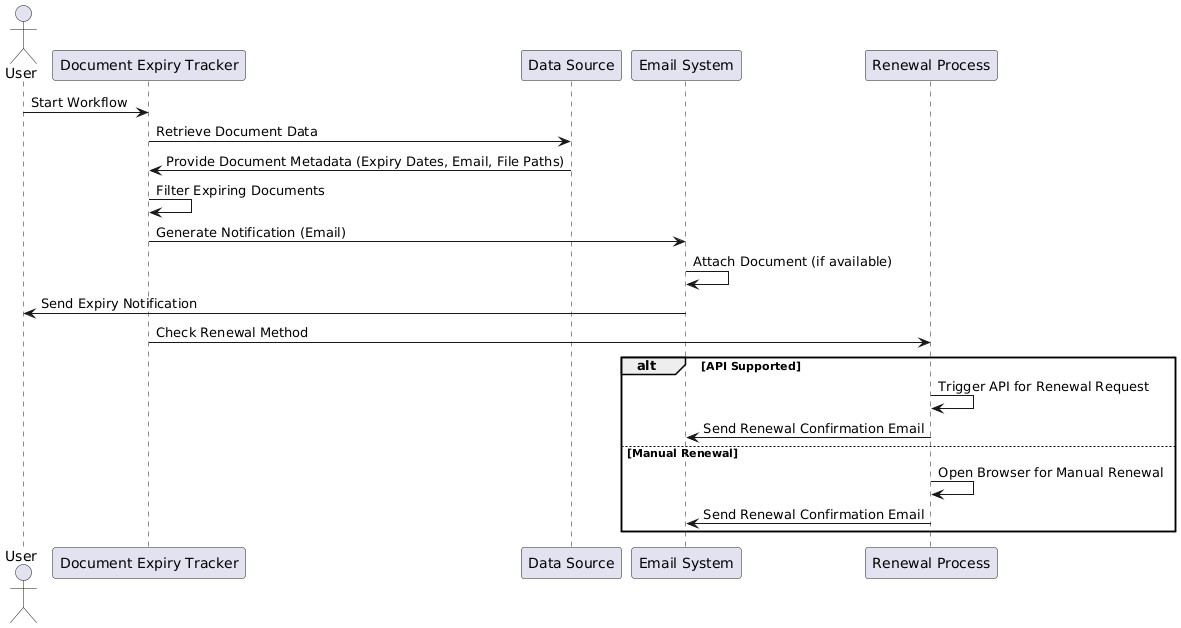 User
Document Expiry Tracker
Data Source
Email System
Renewal Process
Start Workflow
Retrieve Document Data
Provide Document Metadata (Expiry Dates, Email, File Paths)
Filter Expiring Documents
Generate Notification (Email)
Attach Document (if available)
Send Expiry Notification
Check Renewal Method
alt
[API Supported]
Trigger API for Renewal Request
Send Renewal Confirmation Email
[Manual Renewal]
Open Browser for Manual Renewal
Send Renewal Confirmation Email
User
Document Expiry Tracker
Data Source
Email System
Renewal Process